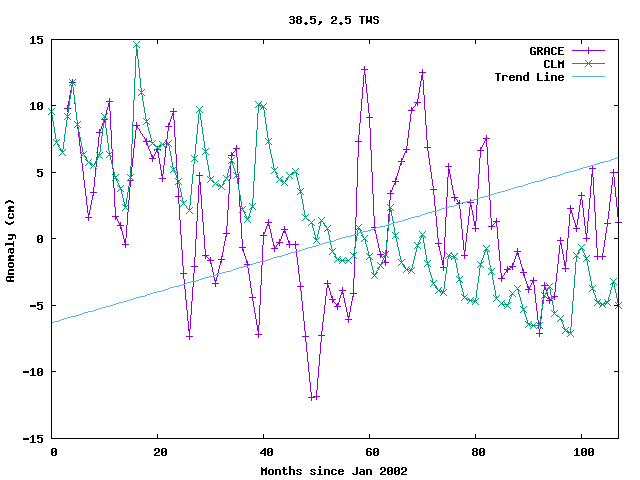 38.5, 2.5 TWS
GRACE
CLM
Trend Line
15
10
5
0
-5
-10
-15
Anomaly (cm)
0 20 40 60 80 100
Months since Jan 2002